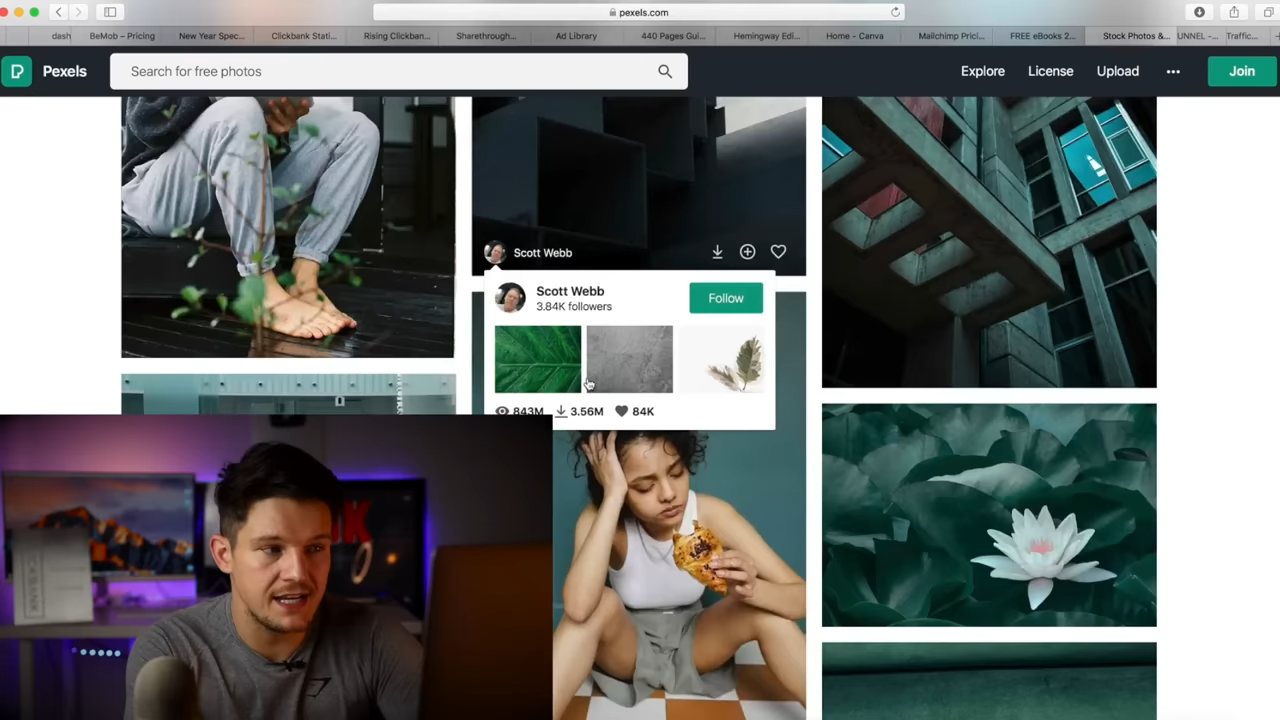 pexels.com
dash
BeMob – Pricing
New Year Spec...
Clickbank Stati...
Rising Clickban...
Sharethrough...
Ad Library
440 Pages Gui...
Hemingway Edi...
Home - Canva
Mailchimp Prici...
FREE eBooks 2...
Stock Photos &...
UNNEL -...
Traffic...
Pexels
Search for free photos
Explore
License
Upload
Join
Scott Webb
Scott Webb
3.84K followers
Follow
843M
3.56M
84K